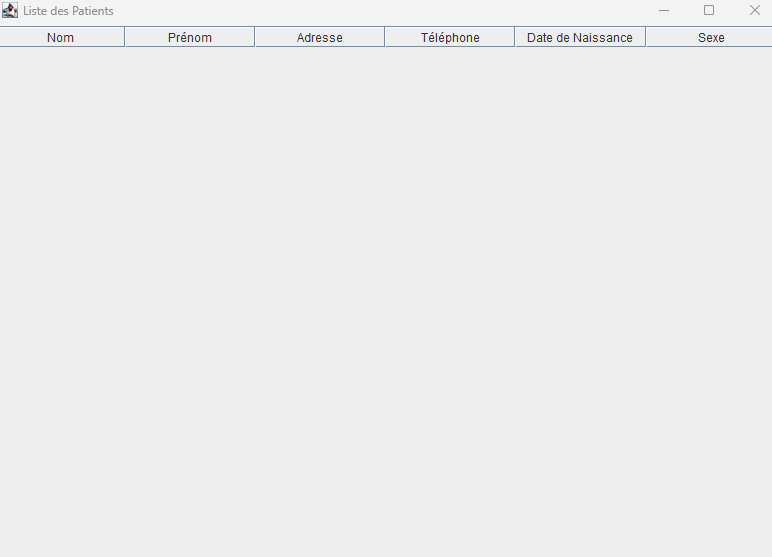 Liste des Patients
Nom Prénom Adresse Téléphone Date de Naissance Sexe